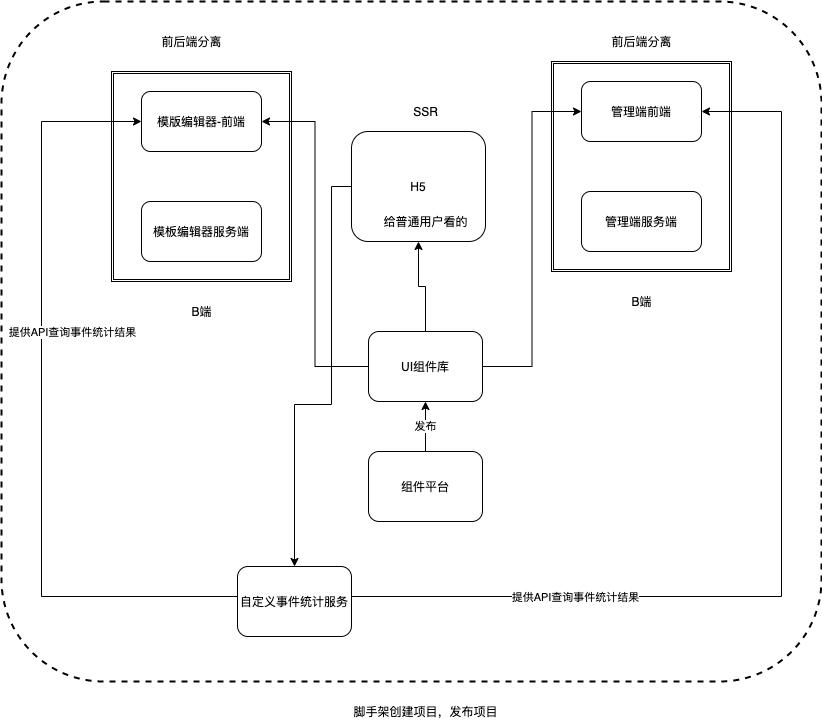 前后端分离
前后端分离
模版编辑器-前端
SSR
管理端前端
H5
给普通用户看的
模板编辑器服务端
管理端服务端
B端
B端
提供API查询事件统计结果
UI组件库
发布
组件平台
自定义事件统计服务
提供API查询事件统计结果
脚手架创建项目，发布项目